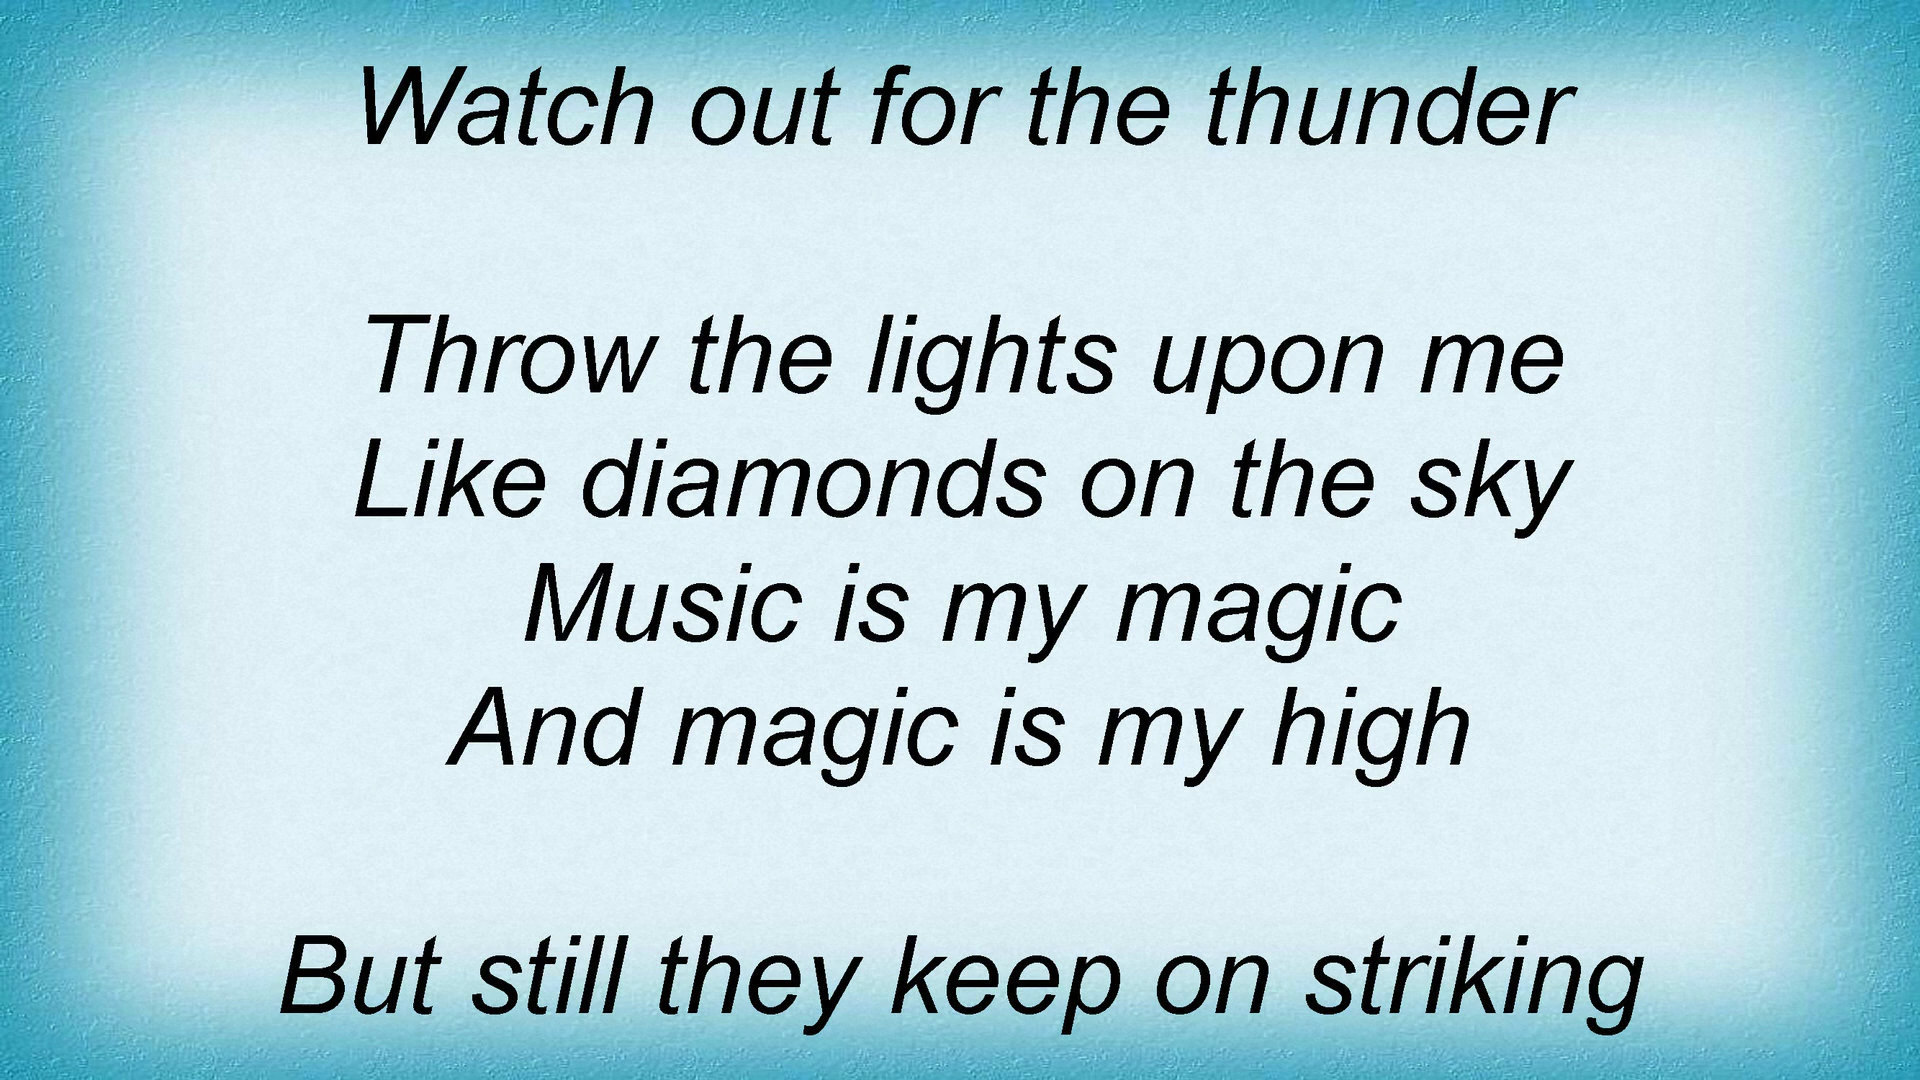 Watch out for the thunder
Throw the lights upon me
Like diamonds on the sky
Music is my magic
And magic is my high
But still they keep on striking